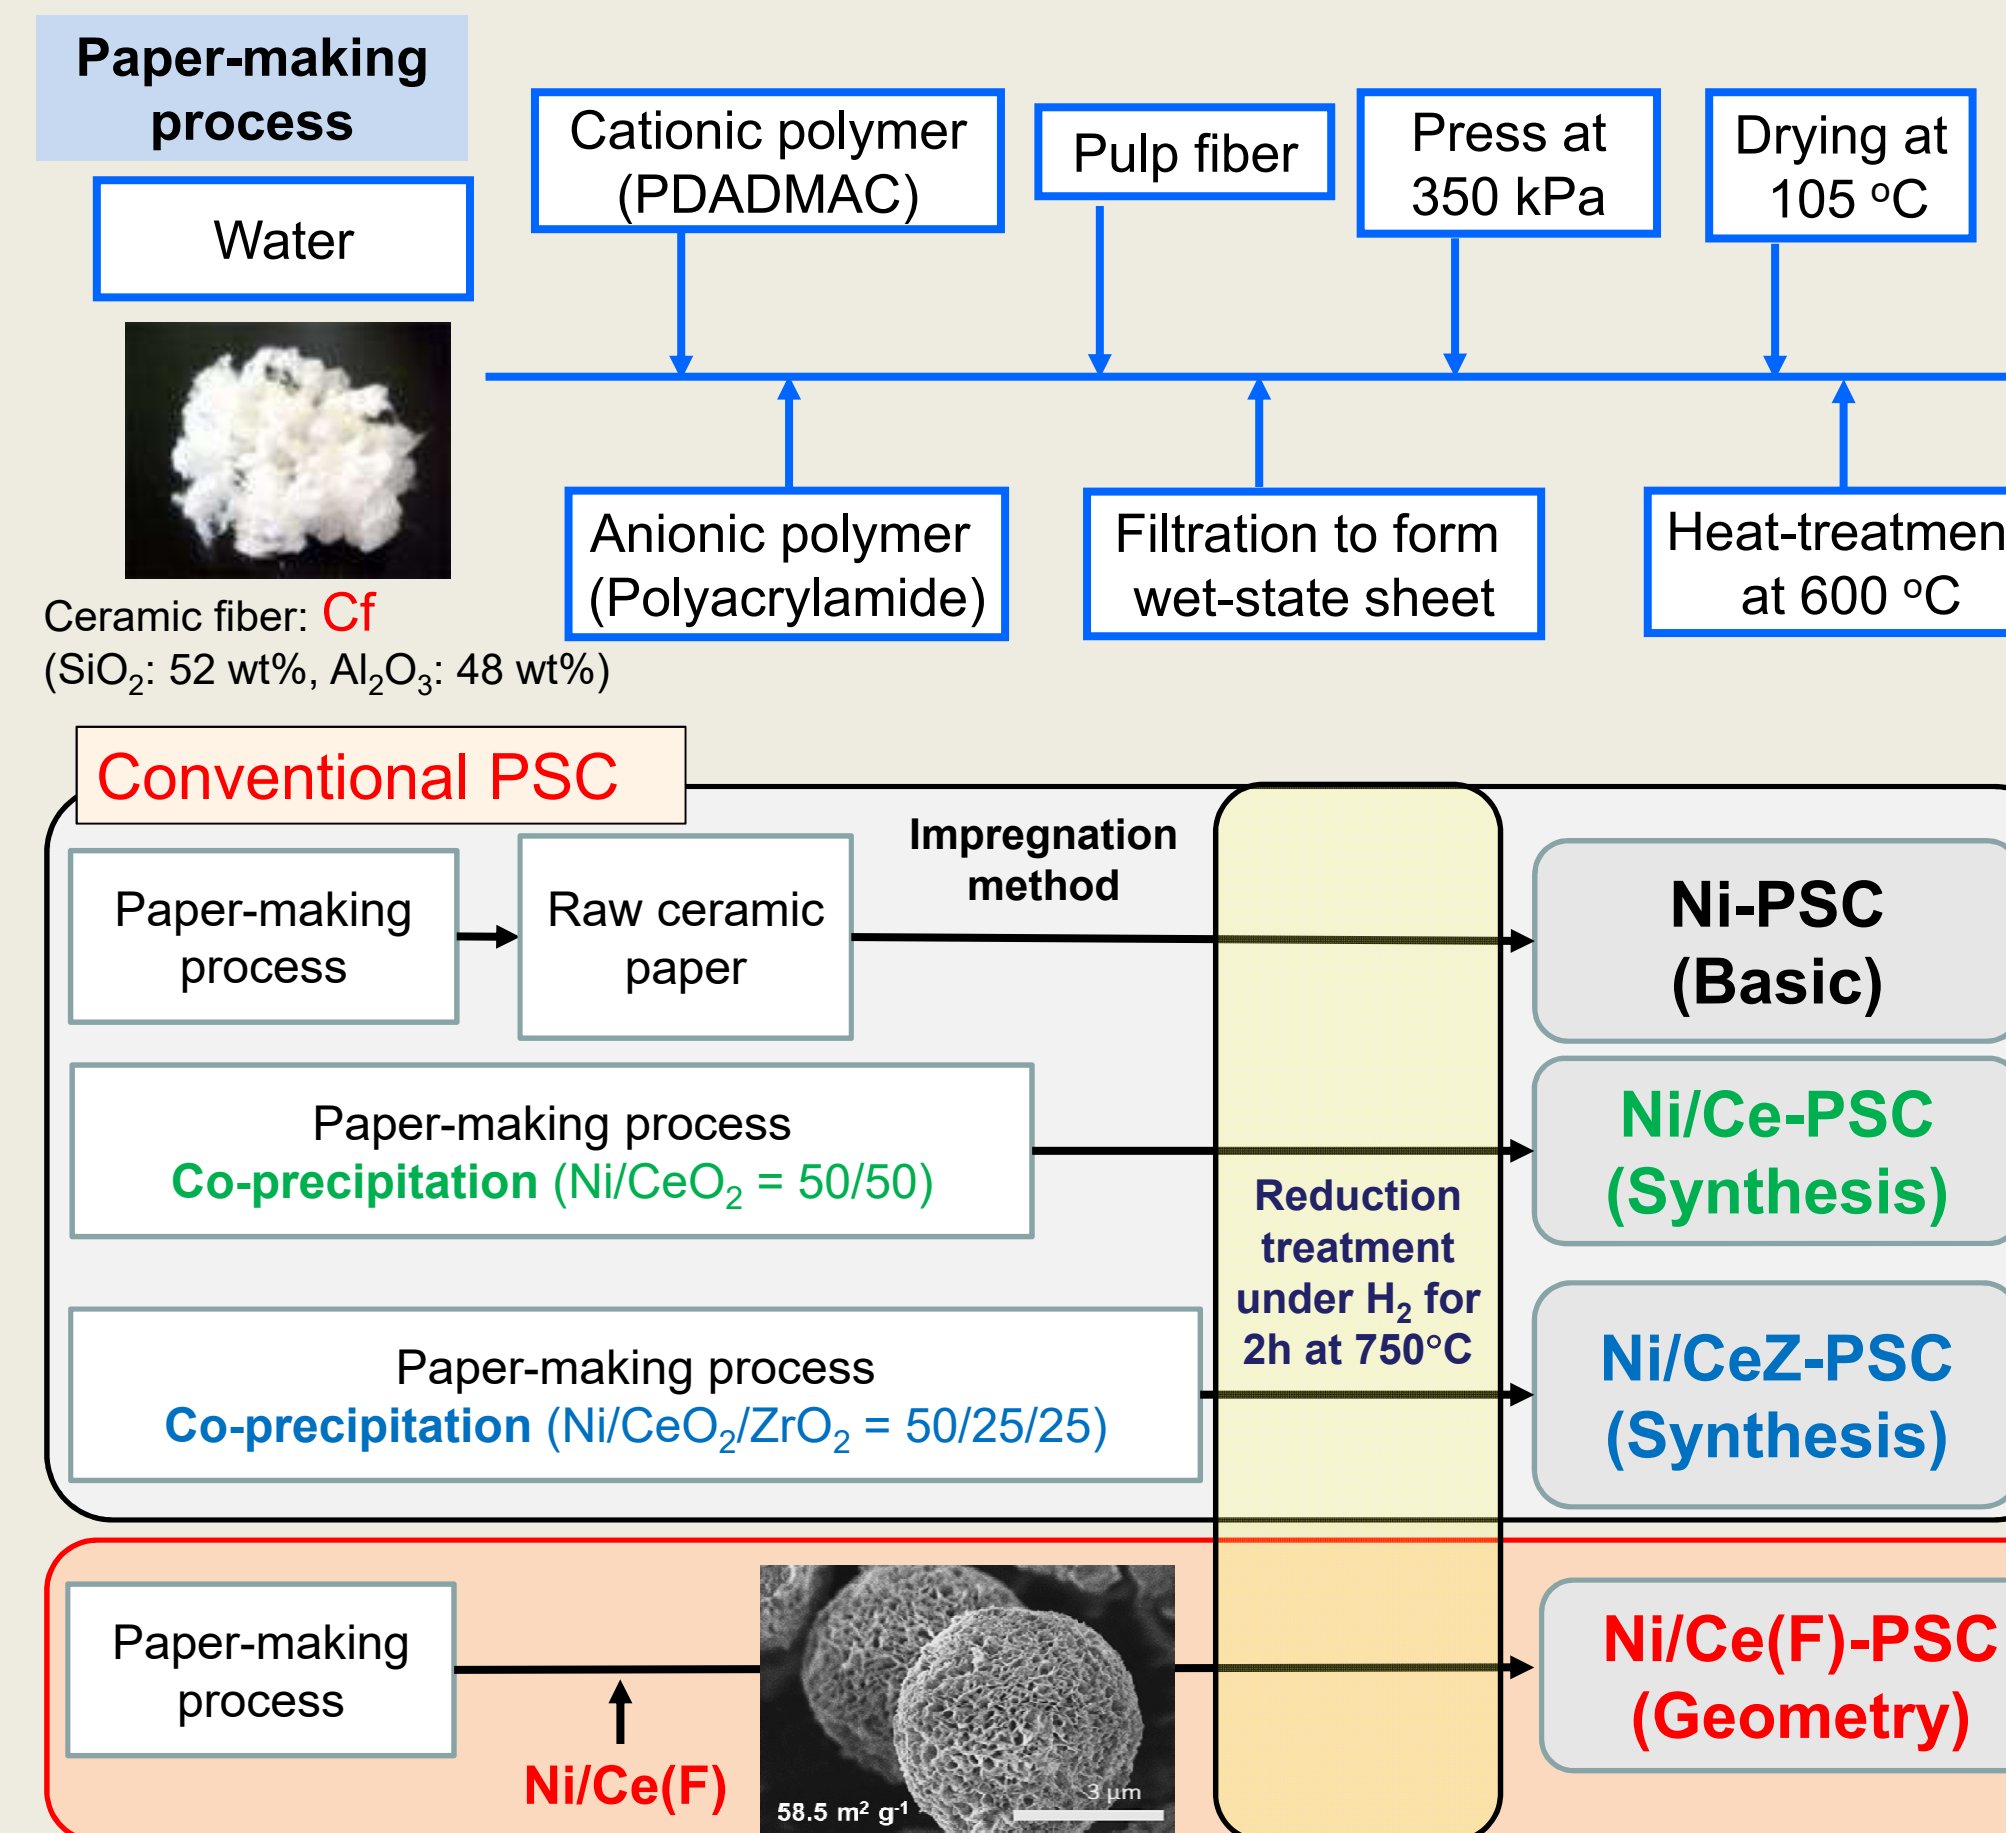 Paper-making
process
Water
Cationic polymer
(PDADMAC)
Pulp fiber
Press at
350 kPa
Drying at
105 °C
Anionic polymer
(Polyacrylamide)
Filtration to form
wet-state sheet
Heat-treatmen
at 600 °C
Ceramic fiber: Cf
(SiO₂: 52 wt%, Al₂O₃: 48 wt%)
Conventional PSC
Paper-making
process
Raw ceramic
paper
Impregnation
method
Ni-PSC
(Basic)
Paper-making process
Co-precipitation (Ni/CeO₂ = 50/50)
Ni/Ce-PSC
(Synthesis)
Reduction
treatment
under H₂ for
2h at 750°C
Paper-making process
Co-precipitation (Ni/CeO₂/ZrO₂ = 50/25/25)
Ni/CeZ-PSC
(Synthesis)
Paper-making
process
Ni/Ce(F)
58.5 m² g⁻¹
3 μm
Ni/Ce(F)-PSC
(Geometry)